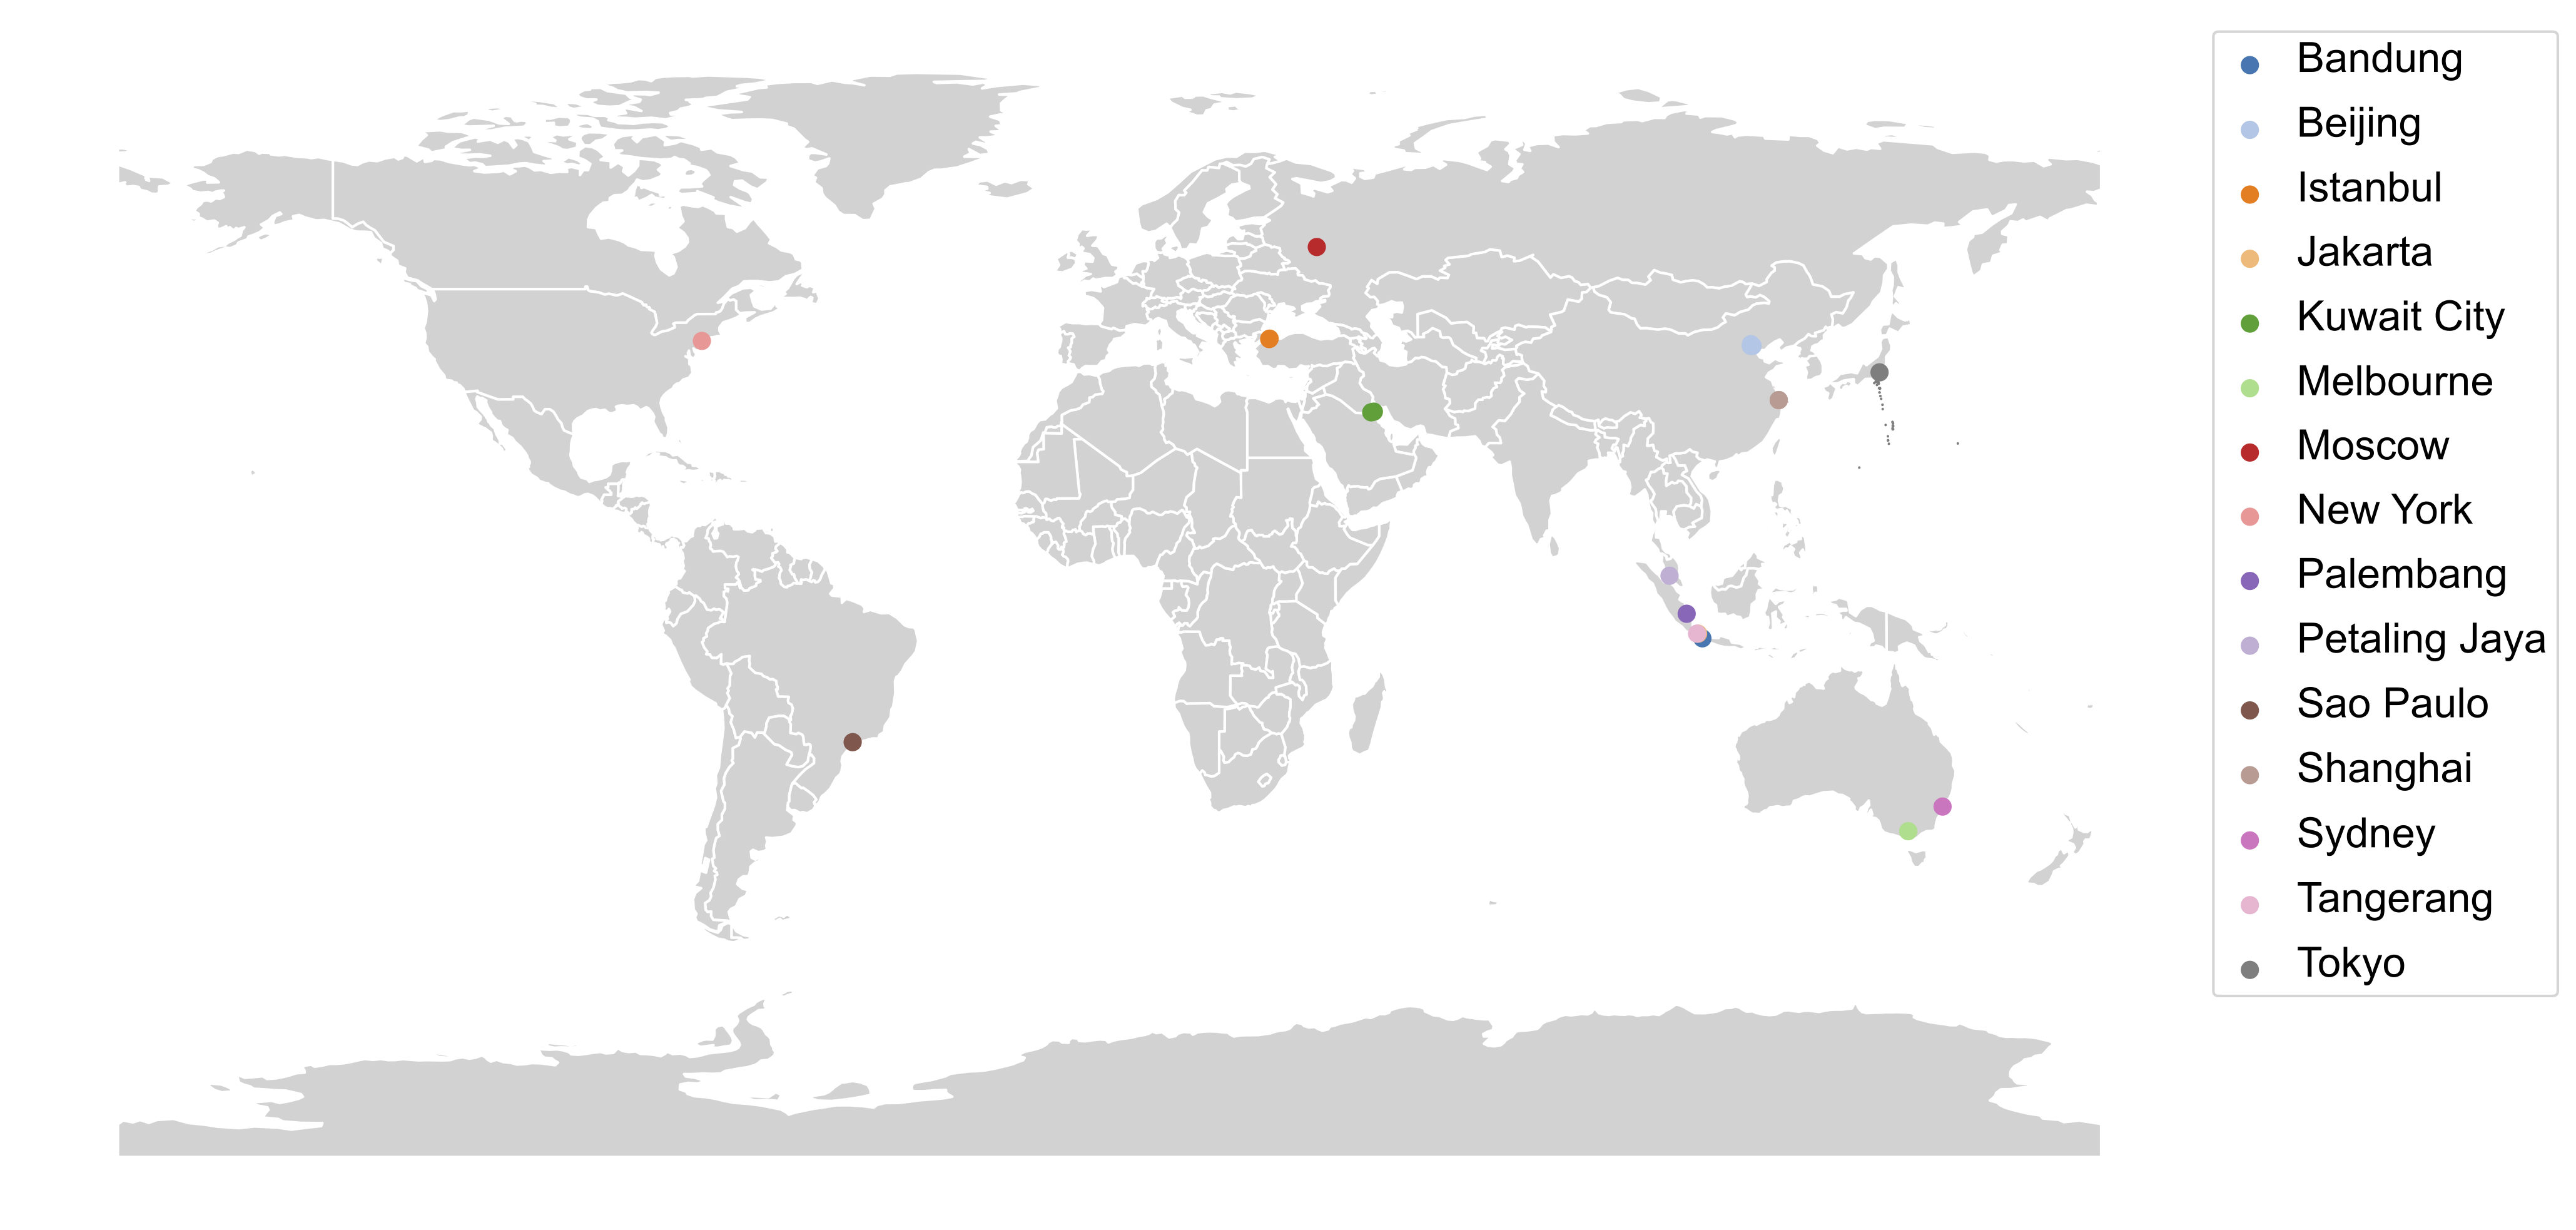 Bandung
Beijing
Istanbul
Jakarta
Kuwait City
Melbourne
Moscow
New York
Palembang
Petaling Jaya
Sao Paulo
Shanghai
Sydney
Tangerang
Tokyo